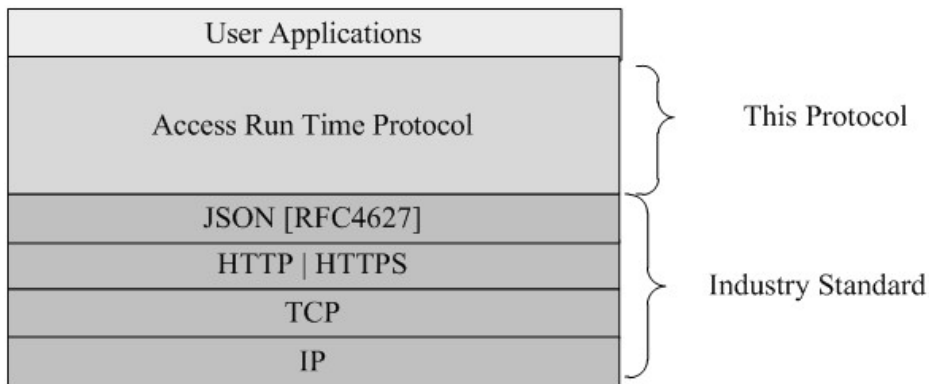 User Applications
Access Run Time Protocol
This Protocol
JSON [RFC4627]
HTTP | HTTPS
Industry Standard
TCP
IP